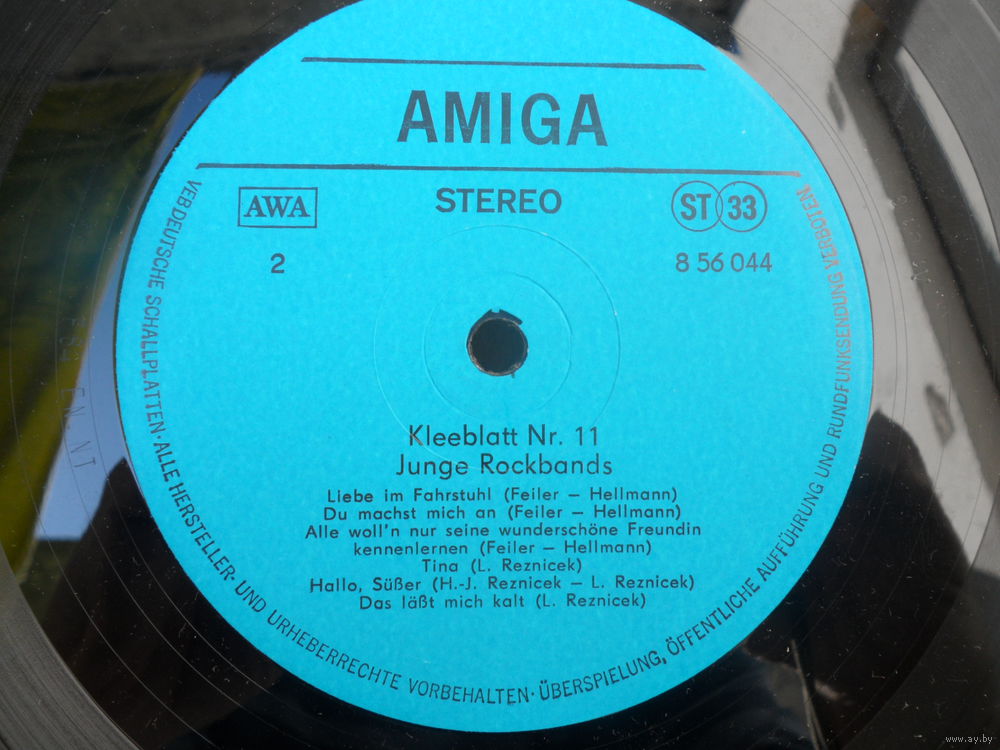 AMIGA
AWA
STEREO
ST 33
2
8 56 044
Kleeblatt Nr. 11
Junge Rockbands
Liebe im Fahrstuhl (Feiler – Hellmann)
Du machst mich an (Feiler – Hellmann)
Alle woll'n nur seine wunderschöne Freundin
kennenlernen (Feiler – Hellmann)
Tina (L. Reznicek)
Hallo, Süßer (H.-J. Reznicek – L. Reznicek)
Das läßt mich kalt (L. Reznicek)
VEB DEUTSCHE SCHALLPLATTEN · ALLE HERSTELLER- UND URHEBERRECHTE VORBEHALTEN · ÜBERSPIELUNG, ÖFFENTLICHE AUFFÜHRUNG UND RUNDFUNKSENDUNG VERBOTEN
www.ay.by